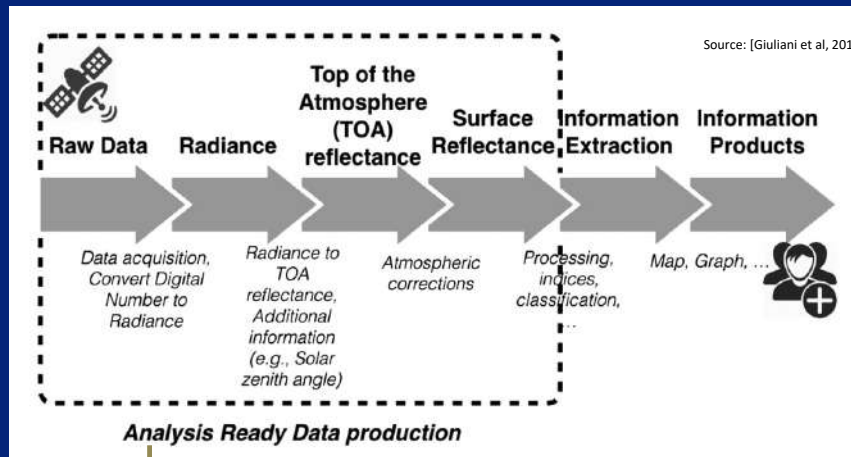 Source: [Giuliani et al, 201
Raw Data
Radiance
Top of the
Atmosphere
(TOA)
reflectance
Surface
Reflectance
Information
Extraction
Information
Products
Data acquisition,
Convert Digital
Number to
Radiance
Radiance to
TOA
reflectance,
Additional
information
(e.g., Solar
zenith angle)
Atmospheric
corrections
Processing,
indices,
classification,
...
Map, Graph, ...
Analysis Ready Data production